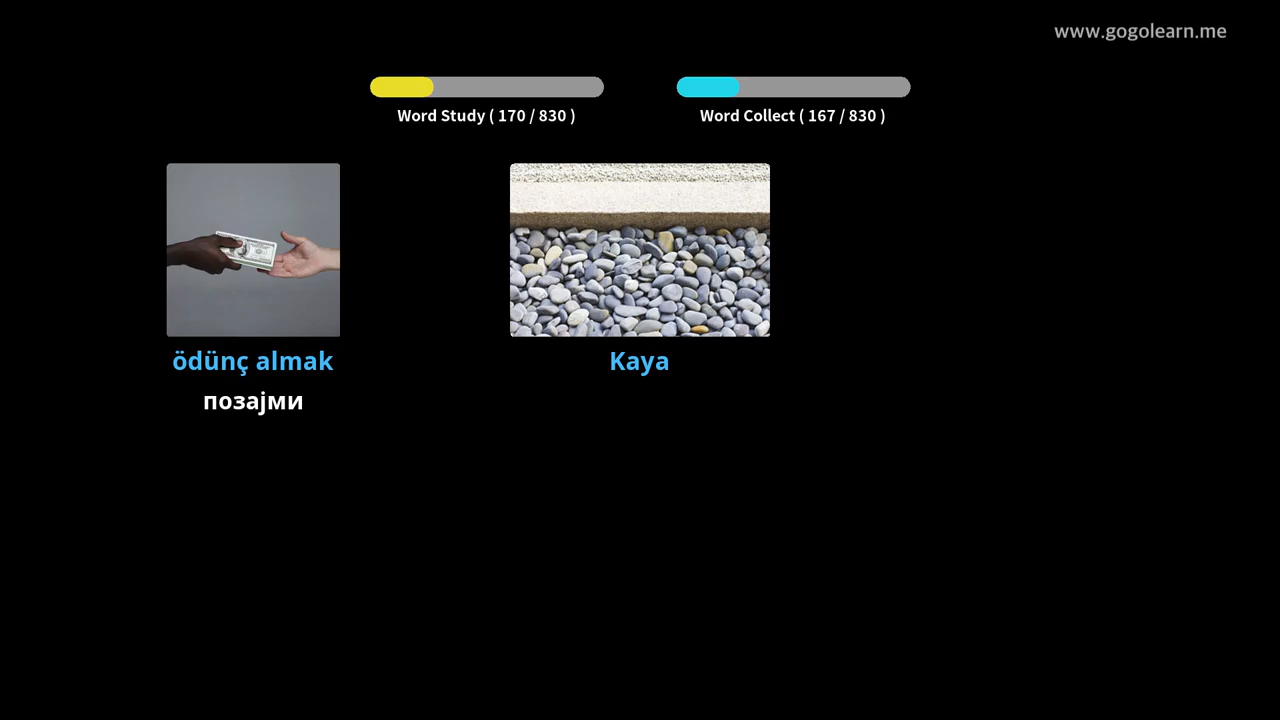 www.gogolearn.me
Word Study ( 170 / 830 )
Word Collect ( 167 / 830 )
ödünç almak
позајми
Kaya